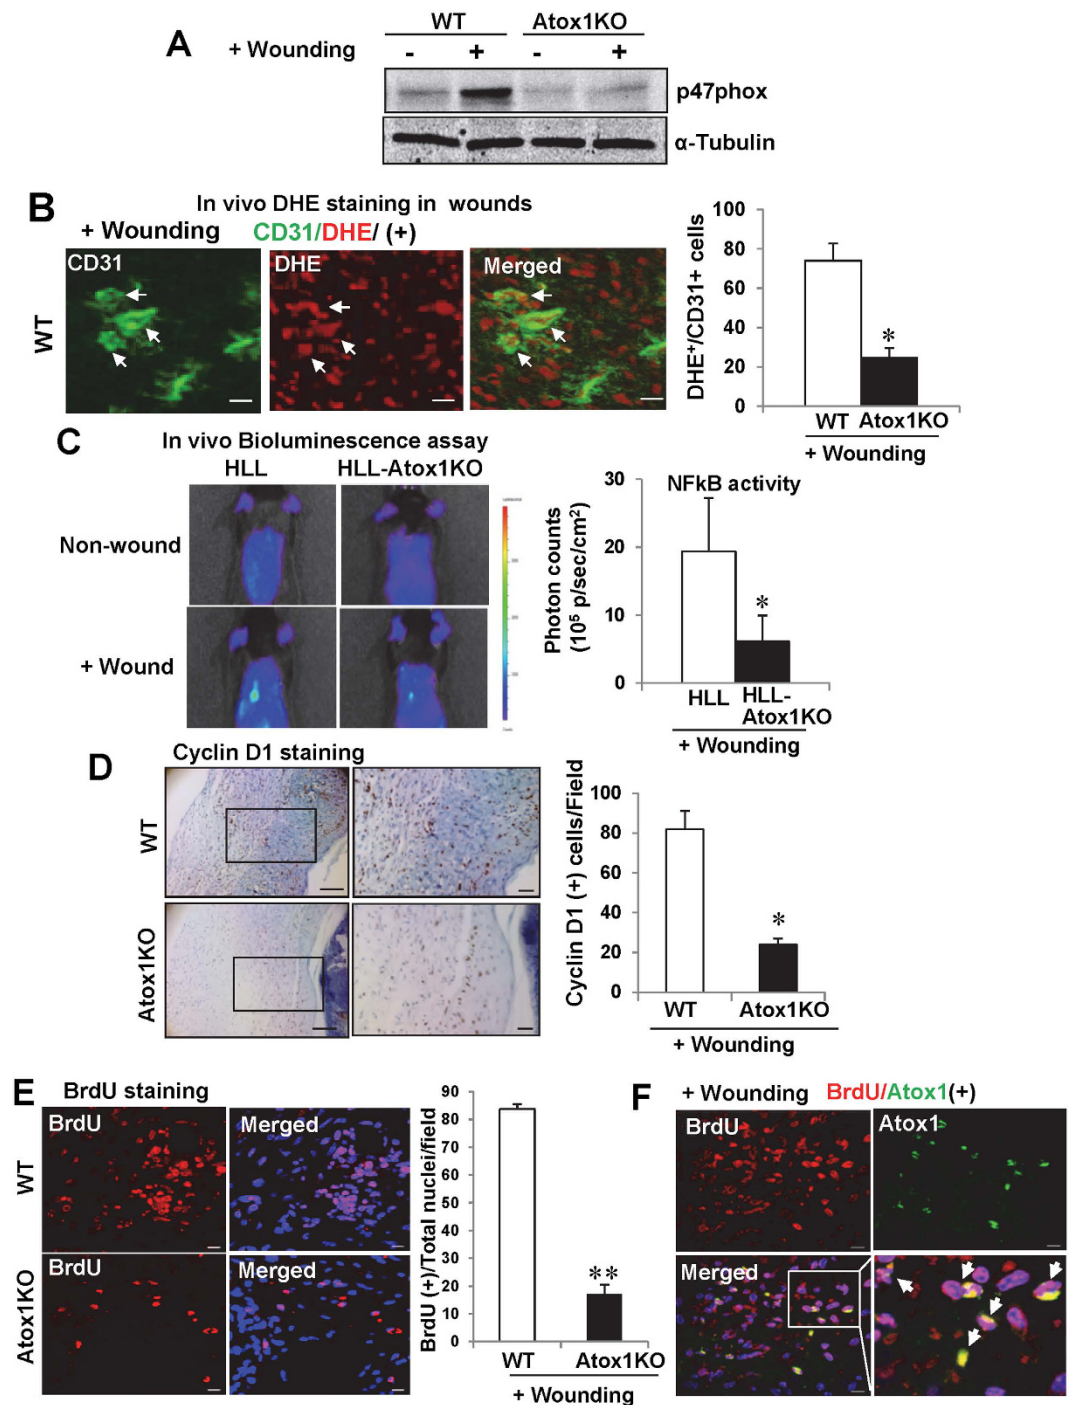 A
+ Wounding
WT Atox1KO
- + - +
p47phox
α-Tubulin
B
In vivo DHE staining in wounds
+ Wounding CD31/DHE/ (+)
WT
CD31
DHE
Merged
DHE⁺/CD31+ cells
100
80
60
40
20
0
*
WT Atox1KO
+ Wounding
C
In vivo Bioluminescence assay
HLL HLL-Atox1KO
Non-wound
+ Wound
NFkB activity
Photon counts
(10⁵ p/sec/cm²)
30
20
10
0
*
HLL HLL-
Atox1KO
+ Wounding
D
Cyclin D1 staining
WT
Atox1KO
Cyclin D1 (+) cells/Field
100
80
60
40
20
0
*
WT Atox1KO
+ Wounding
E
BrdU staining
WT
BrdU
Merged
Atox1KO
BrdU
Merged
BrdU (+)/Total nuclei/field
90
80
70
60
50
40
30
20
10
0
**
WT Atox1KO
+ Wounding
F
+ Wounding BrdU/Atox1(+)
BrdU
Atox1
Merged